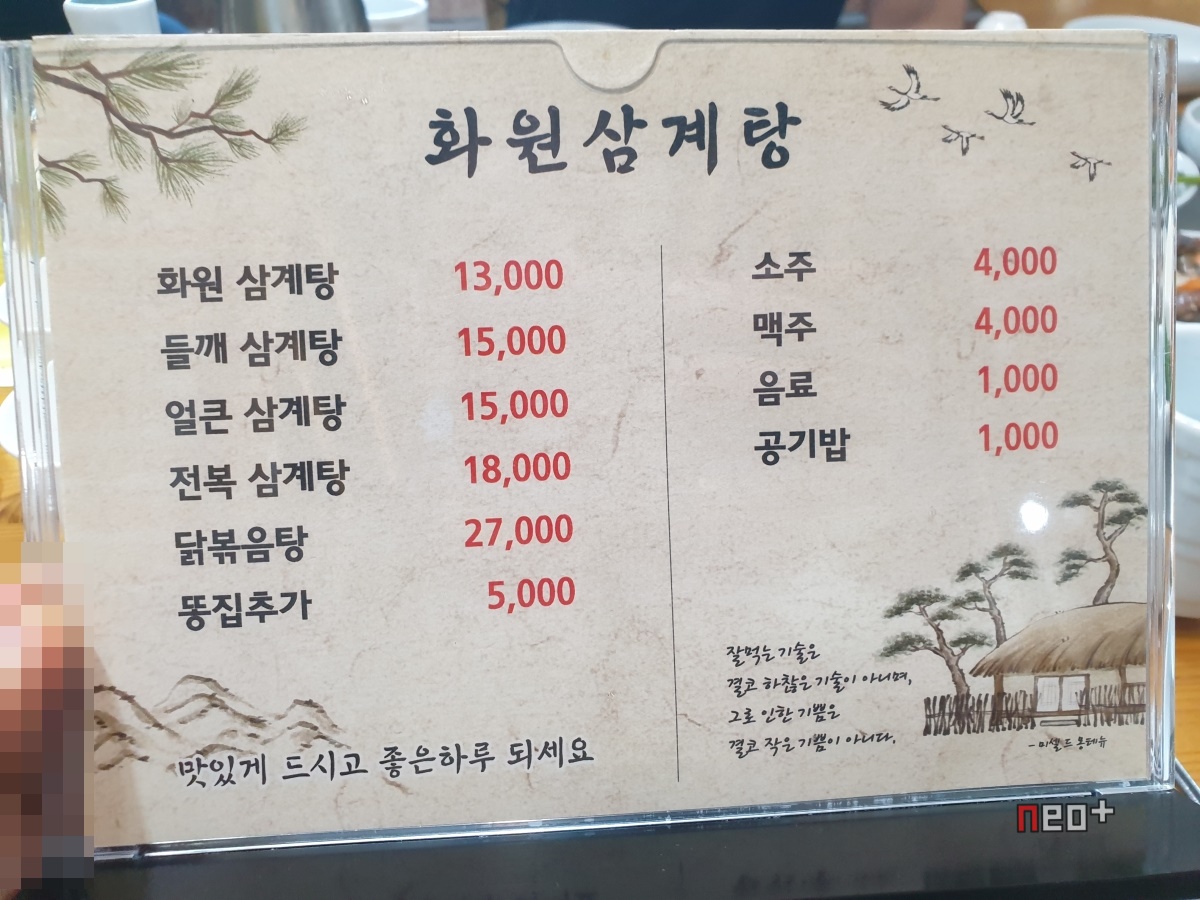 화원삼계탕
화원 삼계탕 13,000
들깨 삼계탕 15,000
얼큰 삼계탕 15,000
전복 삼계탕 18,000
닭볶음탕 27,000
똥집추가 5,000
맛있게 드시고 좋은하루 되세요
소주 4,000
맥주 4,000
음료 1,000
공기밥 1,000
잘먹는 기술은
결코 하찮은 기술이 아니며,
그로 인한 기쁨은
결코 작은 기쁨이 아니다.
- 미셸 드 몽테뉴
neo+